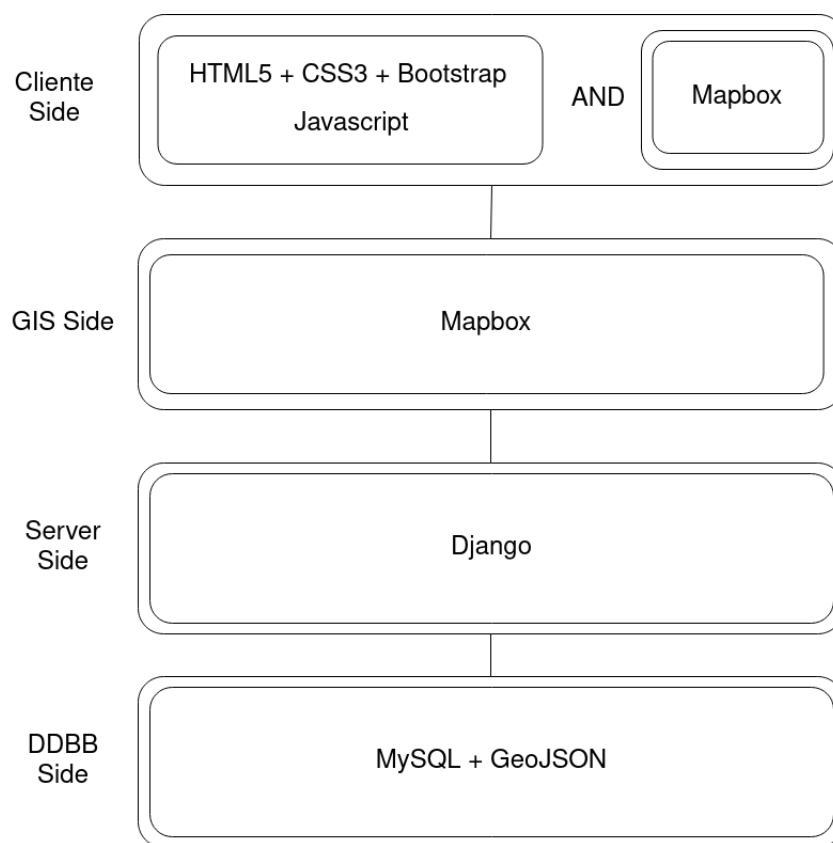 Cliente
Side
HTML5 + CSS3 + Bootstrap
Javascript
AND
Mapbox
GIS Side
Mapbox
Server
Side
Django
DDBB
Side
MySQL + GeoJSON